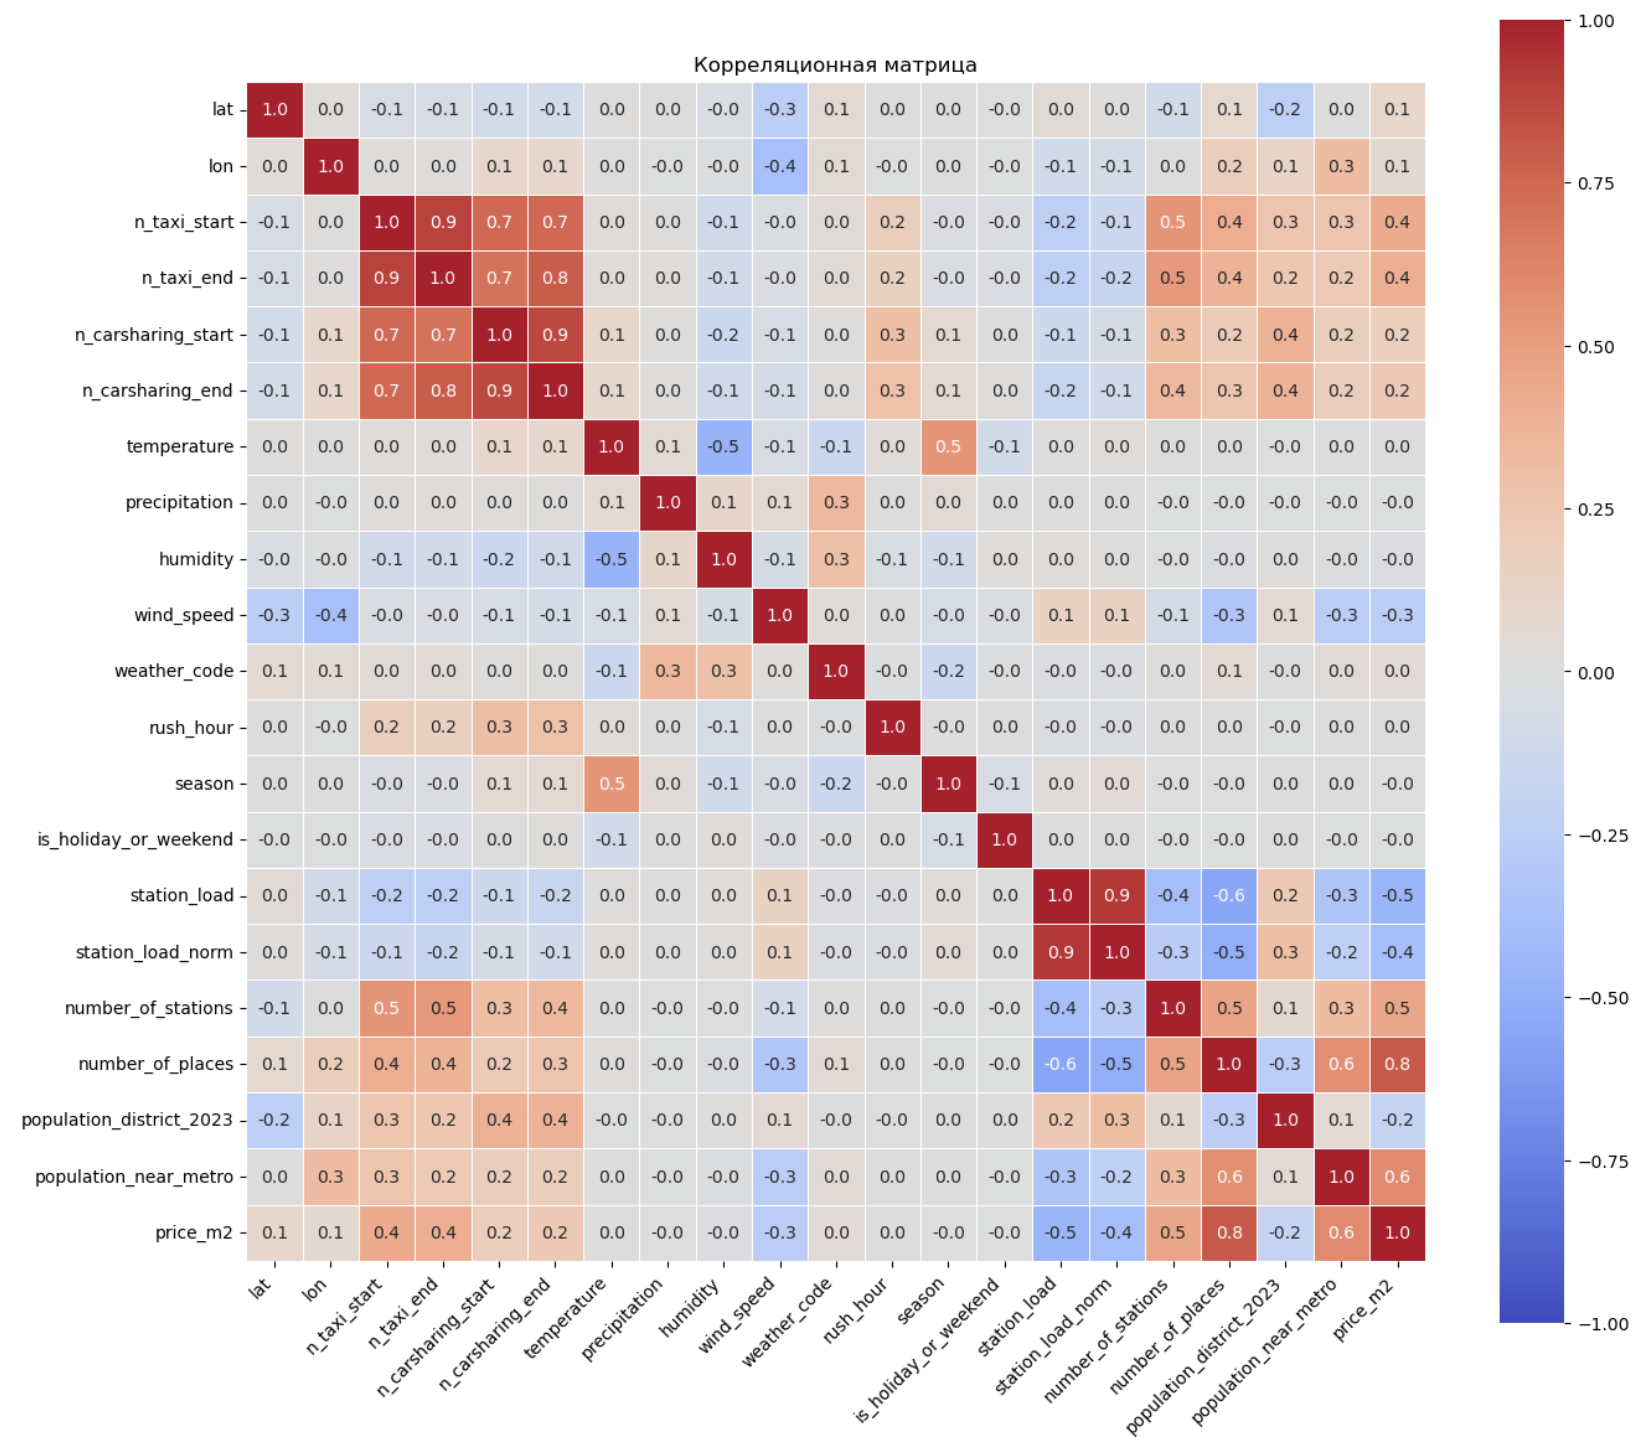 Корреляционная матрица
lat 1.0 0.0 -0.1 -0.1 -0.1 -0.1 0.0 0.0 -0.0 -0.3 0.1 0.0 0.0 -0.0 0.0 0.0 -0.1 0.1 -0.2 0.0 0.1
lon 0.0 1.0 0.0 0.0 0.1 0.1 0.0 -0.0 -0.0 -0.4 0.1 -0.0 0.0 -0.0 -0.1 -0.1 0.0 0.2 0.1 0.3 0.1
n_taxi_start -0.1 0.0 1.0 0.9 0.7 0.7 0.0 0.0 -0.1 -0.0 0.0 0.2 -0.0 -0.0 -0.2 -0.1 0.5 0.4 0.3 0.3 0.4
n_taxi_end -0.1 0.0 0.9 1.0 0.7 0.8 0.0 0.0 -0.1 -0.0 0.0 0.2 -0.0 -0.0 -0.2 -0.2 0.5 0.4 0.2 0.2 0.4
n_carsharing_start -0.1 0.1 0.7 0.7 1.0 0.9 0.1 0.0 -0.2 -0.1 0.0 0.3 0.1 0.0 -0.1 -0.1 0.3 0.2 0.4 0.2 0.2
n_carsharing_end -0.1 0.1 0.7 0.8 0.9 1.0 0.1 0.0 -0.1 -0.1 0.0 0.3 0.1 0.0 -0.2 -0.1 0.4 0.3 0.4 0.2 0.2
temperature 0.0 0.0 0.0 0.0 0.1 0.1 1.0 0.1 -0.5 -0.1 -0.1 0.0 0.5 -0.1 0.0 0.0 0.0 0.0 -0.0 0.0 0.0
precipitation 0.0 -0.0 0.0 0.0 0.0 0.0 0.1 1.0 0.1 0.1 0.3 0.0 0.0 0.0 0.0 0.0 -0.0 -0.0 -0.0 -0.0 -0.0
humidity -0.0 -0.0 -0.1 -0.1 -0.2 -0.1 -0.5 0.1 1.0 -0.1 0.3 -0.1 -0.1 0.0 0.0 0.0 -0.0 -0.0 0.0 -0.0 -0.0
wind_speed -0.3 -0.4 -0.0 -0.0 -0.1 -0.1 -0.1 0.1 -0.1 1.0 0.0 0.0 -0.0 -0.0 0.1 0.1 -0.1 -0.3 0.1 -0.3 -0.3
weather_code 0.1 0.1 0.0 0.0 0.0 0.0 -0.1 0.3 0.3 0.0 1.0 -0.0 -0.2 -0.0 -0.0 -0.0 0.0 0.1 -0.0 0.0 0.0
rush_hour 0.0 -0.0 0.2 0.2 0.3 0.3 0.0 0.0 -0.1 0.0 -0.0 1.0 -0.0 0.0 -0.0 -0.0 0.0 0.0 -0.0 0.0 0.0
season 0.0 0.0 -0.0 -0.0 0.1 0.1 0.5 0.0 -0.1 -0.0 -0.2 -0.0 1.0 -0.1 0.0 0.0 -0.0 -0.0 0.0 0.0 -0.0
is_holiday_or_weekend -0.0 -0.0 -0.0 -0.0 0.0 0.0 -0.1 0.0 0.0 -0.0 -0.0 0.0 -0.1 1.0 0.0 0.0 -0.0 -0.0 0.0 -0.0 -0.0
station_load 0.0 -0.1 -0.2 -0.2 -0.1 -0.2 0.0 0.0 0.0 0.1 -0.0 -0.0 0.0 0.0 1.0 0.9 -0.4 -0.6 0.2 -0.3 -0.5
station_load_norm 0.0 -0.1 -0.1 -0.2 -0.1 -0.1 0.0 0.0 0.0 0.1 -0.0 -0.0 0.0 0.0 0.9 1.0 -0.3 -0.5 0.3 -0.2 -0.4
number_of_stations -0.1 0.0 0.5 0.5 0.3 0.4 0.0 -0.0 -0.0 -0.1 0.0 0.0 -0.0 -0.0 -0.4 -0.3 1.0 0.5 0.1 0.3 0.5
number_of_places 0.1 0.2 0.4 0.4 0.2 0.3 0.0 -0.0 -0.0 -0.3 0.1 0.0 -0.0 -0.0 -0.6 -0.5 0.5 1.0 -0.3 0.6 0.8
population_district_2023 -0.2 0.1 0.3 0.2 0.4 0.4 -0.0 -0.0 0.0 0.1 -0.0 -0.0 0.0 0.0 0.2 0.3 0.1 -0.3 1.0 0.1 -0.2
population_near_metro 0.0 0.3 0.3 0.2 0.2 0.2 0.0 -0.0 -0.0 -0.3 0.0 0.0 0.0 -0.0 -0.3 -0.2 0.3 0.6 0.1 1.0 0.6
price_m2 0.1 0.1 0.4 0.4 0.2 0.2 0.0 -0.0 -0.0 -0.3 0.0 0.0 -0.0 -0.0 -0.5 -0.4 0.5 0.8 -0.2 0.6 1.0
lat
lon
n_taxi_start
n_taxi_end
n_carsharing_start
n_carsharing_end
temperature
precipitation
humidity
wind_speed
weather_code
rush_hour
season
is_holiday_or_weekend
station_load
station_load_norm
number_of_stations
number_of_places
population_district_2023
population_near_metro
price_m2
1.00
0.75
0.50
0.25
0.00
−0.25
−0.50
−0.75
−1.00